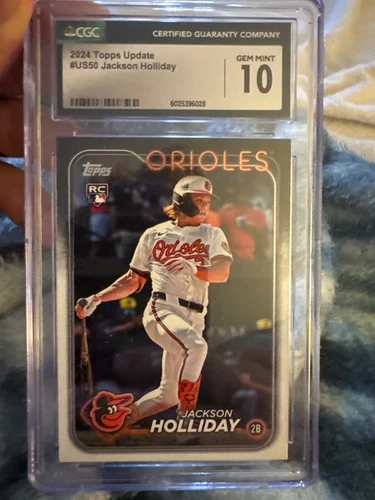 CGC
CERTIFIED GUARANTY COMPANY
2024 Topps Update
#US50 Jackson Holliday
GEM MINT
10
6025396028
Topps
ORIOLES
RC
Orioles
JACKSON
HOLLIDAY
2B